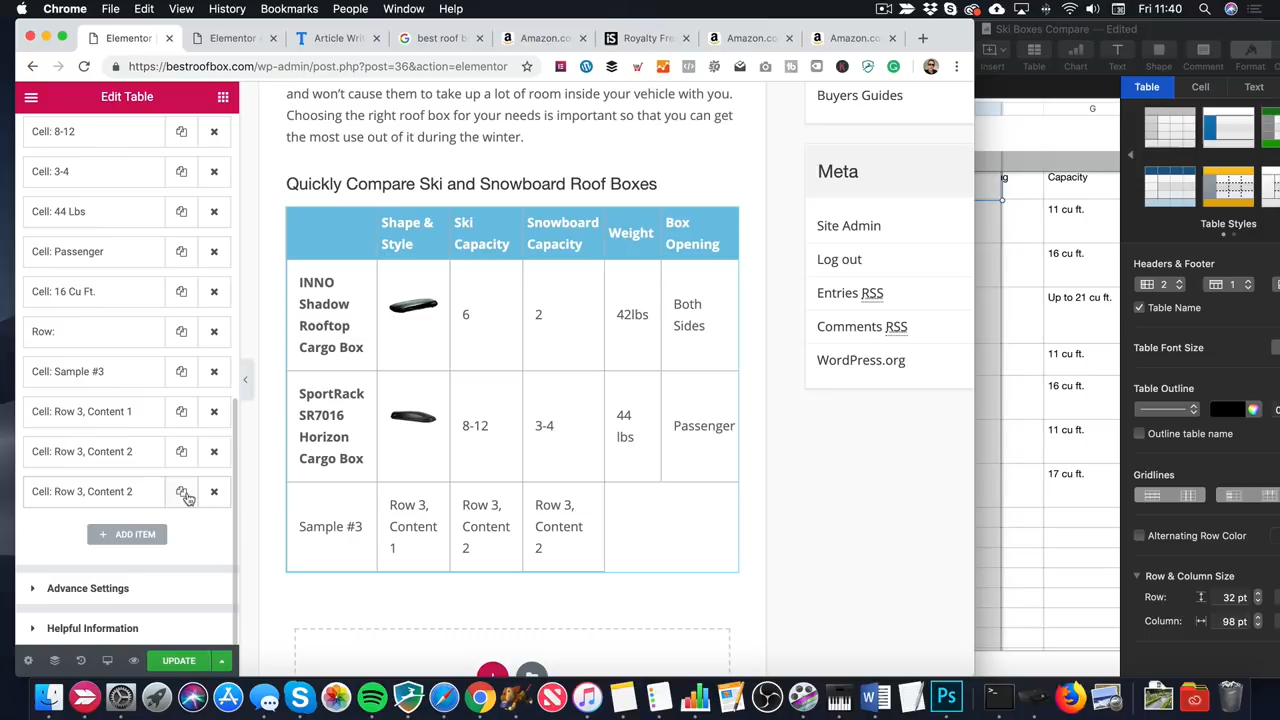 Chrome File Edit View History Bookmarks People Window Help
Fri 11:40
Elementor
Elementor
Article Write
best roof b
Amazon.co
Royalty Fre
Amazon.co
Amazon.co
Ski Boxes Compare — Edited
https://bestroofbox.com/wp-admin/post.php?post=36&action=elementor
Insert Table Chart Text Shape Comment Format
Edit Table
Cell: 8-12
Cell: 3-4
Cell: 44 Lbs
Cell: Passenger
Cell: 16 Cu Ft.
Row:
Cell: Sample #3
Cell: Row 3, Content 1
Cell: Row 3, Content 2
Cell: Row 3, Content 2
+ ADD ITEM
Advance Settings
Helpful Information
UPDATE
and won't cause them to take up a lot of room inside your vehicle with you.
Choosing the right roof box for your needs is important so that you can get
the most use out of it during the winter.
Quickly Compare Ski and Snowboard Roof Boxes
Shape &
Style
Ski
Capacity
Snowboard
Capacity
Weight
Box
Opening
INNO
Shadow
Rooftop
Cargo Box
6
2
42lbs
Both
Sides
SportRack
SR7016
Horizon
Cargo Box
8-12
3-4
44
lbs
Passenger
Sample #3
Row 3,
Content
1
Row 3,
Content
2
Row 3,
Content
2
Buyers Guides
Meta
Site Admin
Log out
Entries RSS
Comments RSS
WordPress.org
G
g
Capacity
11 cu ft.
16 cu ft.
Up to 21 cu ft.
11 cu ft.
16 cu ft.
11 cu ft.
17 cu ft.
Table Cell Text
Table Styles
Headers & Footer
2
1
Table Name
Table Font Size
Table Outline
Outline table name
Gridlines
Alternating Row Color
Row & Column Size
Row:
32 pt
Column:
98 pt